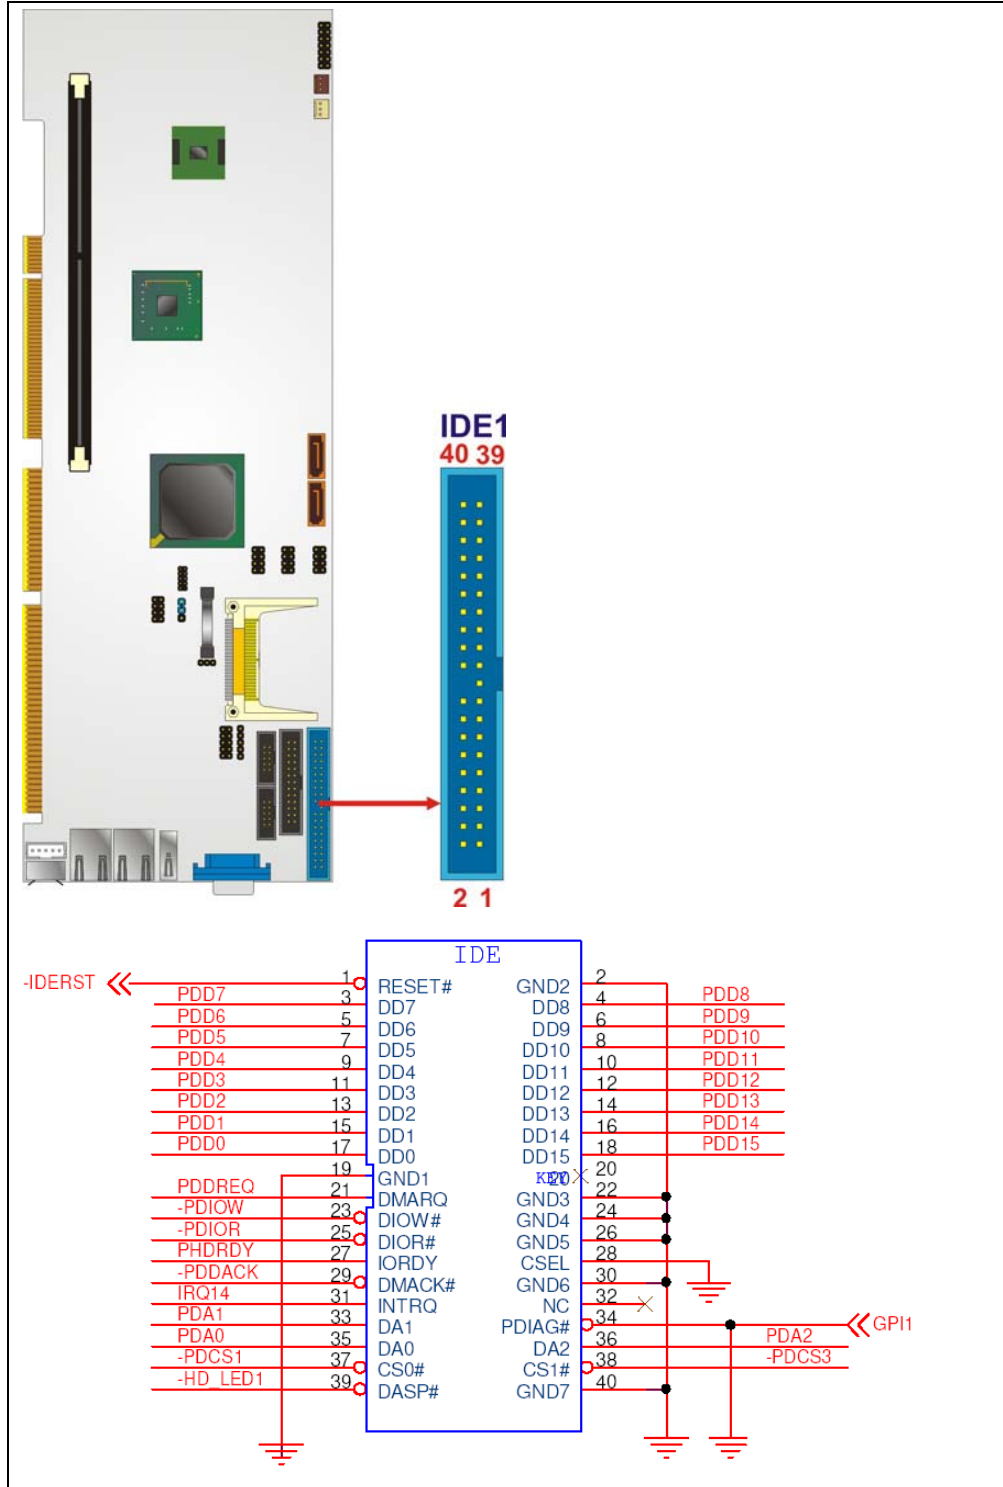 IDE1
40 39
2 1
IDE
-IDERST 1 RESET# GND2 2
PDD7 3 DD7 DD8 4 PDD8
PDD6 5 DD6 DD9 6 PDD9
PDD5 7 DD5 DD10 8 PDD10
PDD4 9 DD4 DD11 10 PDD11
PDD3 11 DD3 DD12 12 PDD12
PDD2 13 DD2 DD13 14 PDD13
PDD1 15 DD1 DD14 16 PDD14
PDD0 17 DD0 DD15 18 PDD15
19 GND1 KEY 20 20
PDDREQ 21 DMARQ GND3 22
-PDIOW 23 DIOW# GND4 24
-PDIOR 25 DIOR# GND5 26
PHDRDY 27 IORDY CSEL 28
-PDDACK 29 DMACK# GND6 30
IRQ14 31 INTRQ NC 32
PDA1 33 DA1 PDIAG# 34 GPI1
PDA0 35 DA0 DA2 36 PDA2
-PDCS1 37 CS0# CS1# 38 -PDCS3
-HD_LED1 39 DASP# GND7 40